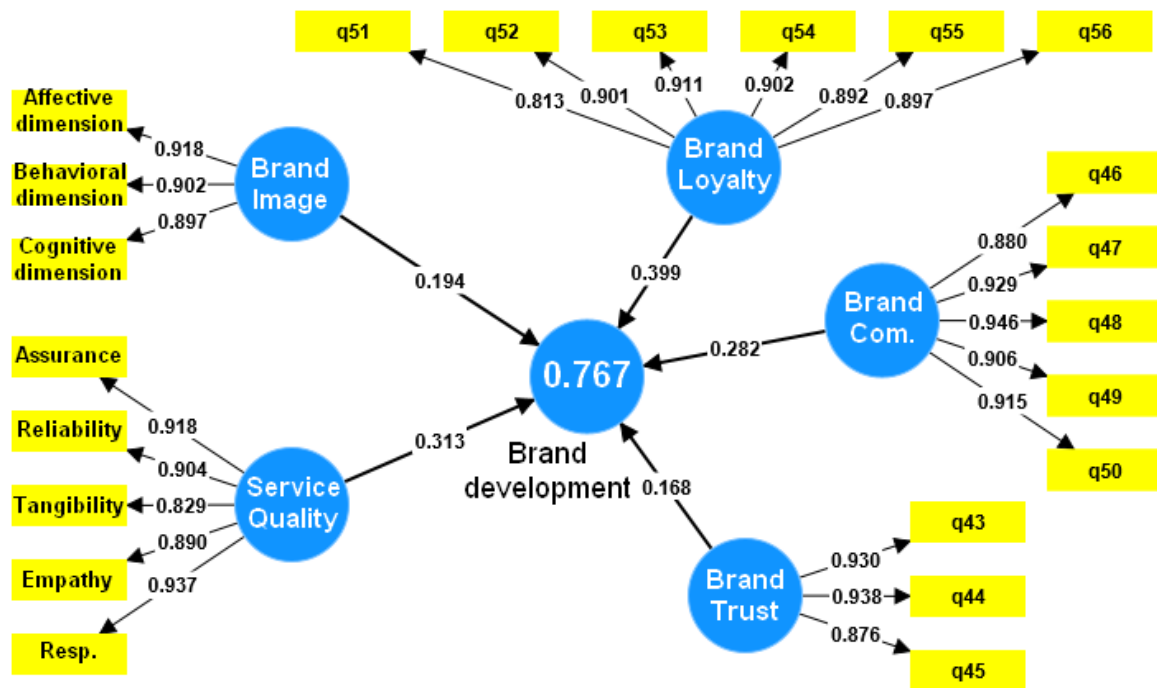 q51
q52
q53
q54
q55
q56
0.813
0.901
0.911
0.902
0.892
0.897
Brand
Loyalty
Affective
dimension
Behavioral
dimension
Cognitive
dimension
0.918
0.902
0.897
Brand
Image
0.194
0.399
q46
q47
q48
q49
q50
0.880
0.929
0.946
0.906
0.915
Brand
Com.
0.282
0.767
Brand
development
Assurance
Reliability
Tangibility
Empathy
Resp.
0.918
0.904
0.829
0.890
0.937
Service
Quality
0.313
0.168
Brand
Trust
0.930
0.938
0.876
q43
q44
q45